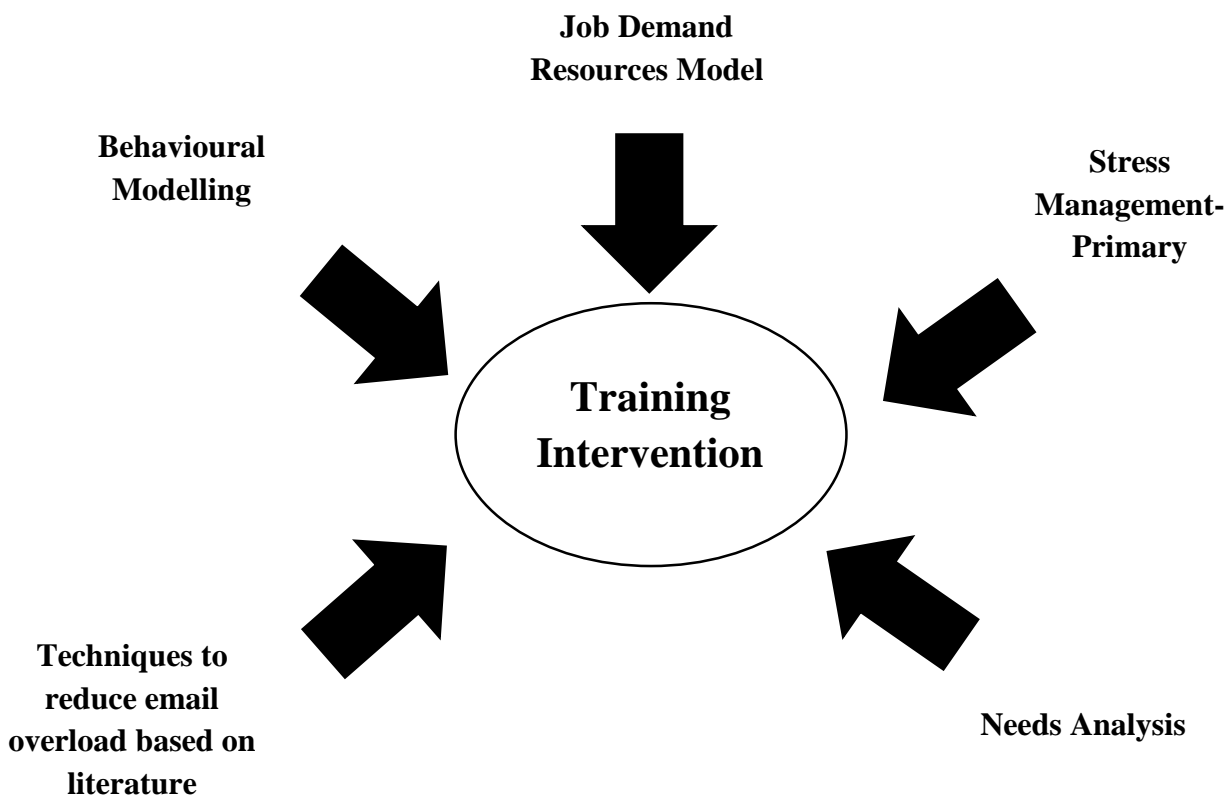 Job Demand
Resources Model
Behavioural
Modelling
Stress
Management-
Primary
Training
Intervention
Techniques to
reduce email
overload based on
literature
Needs Analysis